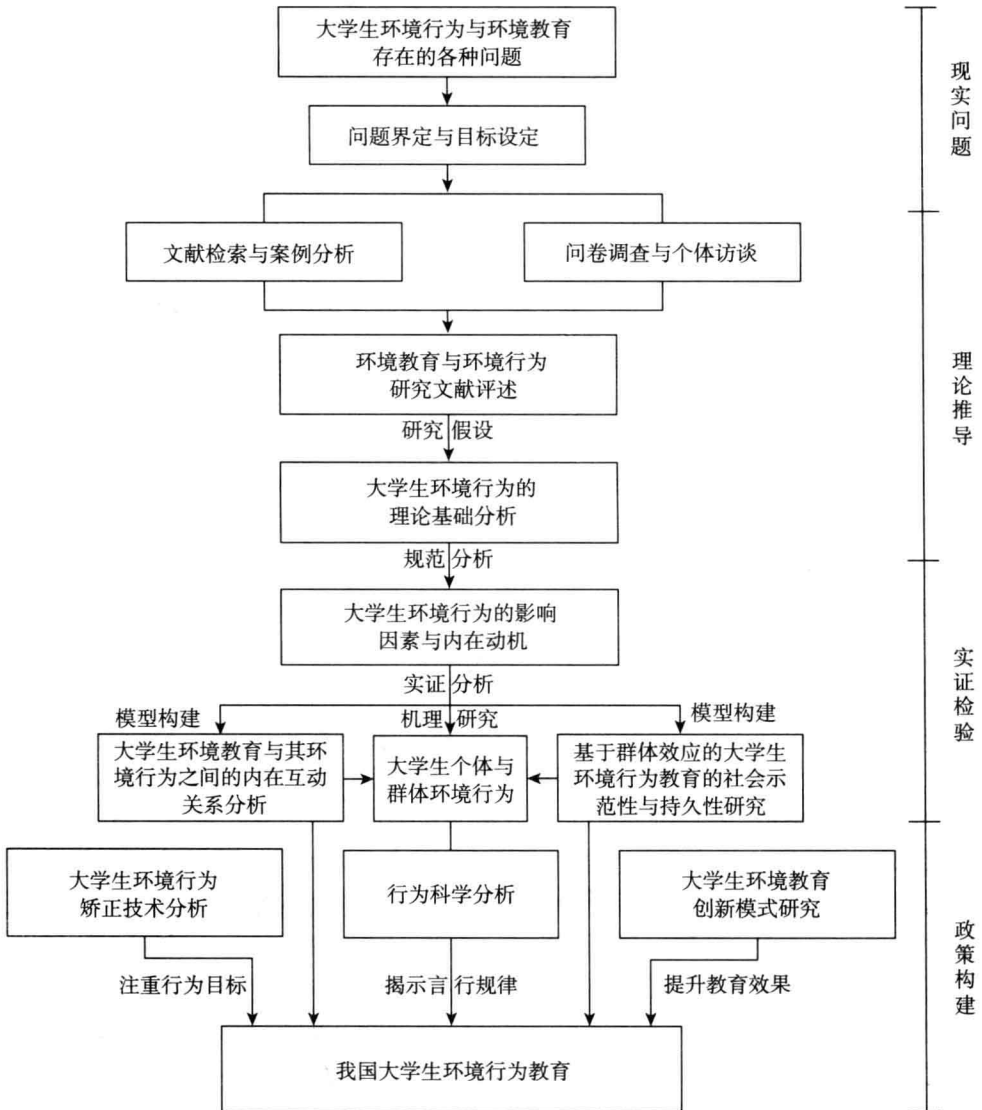 大学生环境行为与环境教育
存在的各种问题
问题界定与目标设定
文献检索与案例分析
问卷调查与个体访谈
环境教育与环境行为
研究文献评述
研究假设
大学生环境行为的
理论基础分析
规范分析
大学生环境行为的影响
因素与内在动机
实证分析
模型构建
机理研究
模型构建
大学生环境教育与其环
境行为之间的内在互动
关系分析
大学生个体与
群体环境行为
基于群体效应的大学生
环境行为教育的社会示
范性与持久性研究
大学生环境行为
矫正技术分析
行为科学分析
大学生环境教育
创新模式研究
注重行为目标
揭示言行规律
提升教育效果
我国大学生环境行为教育
现实问题
理论推导
实证检验
政策构建